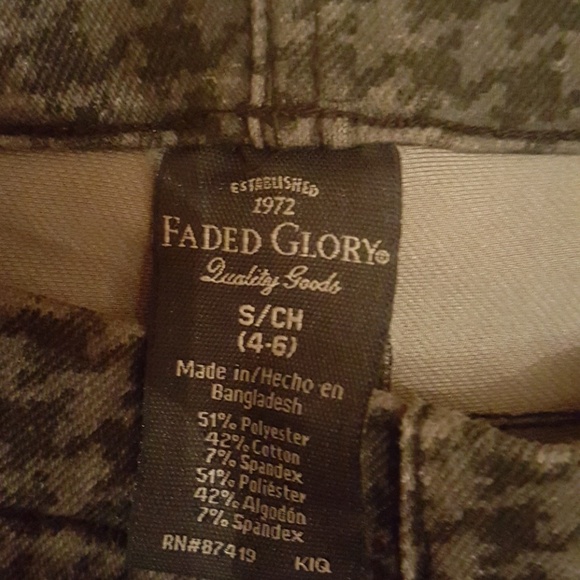 ESTABLISHED
1972
FADED GLORY®
Quality Goods
S/CH
(4-6)
Made in/Hecho en
Bangladesh
51% Polyester
42% Cotton
7% Spandex
51% Poliéster
42% Algodón
7% Spandex
RN#87419 KIQ